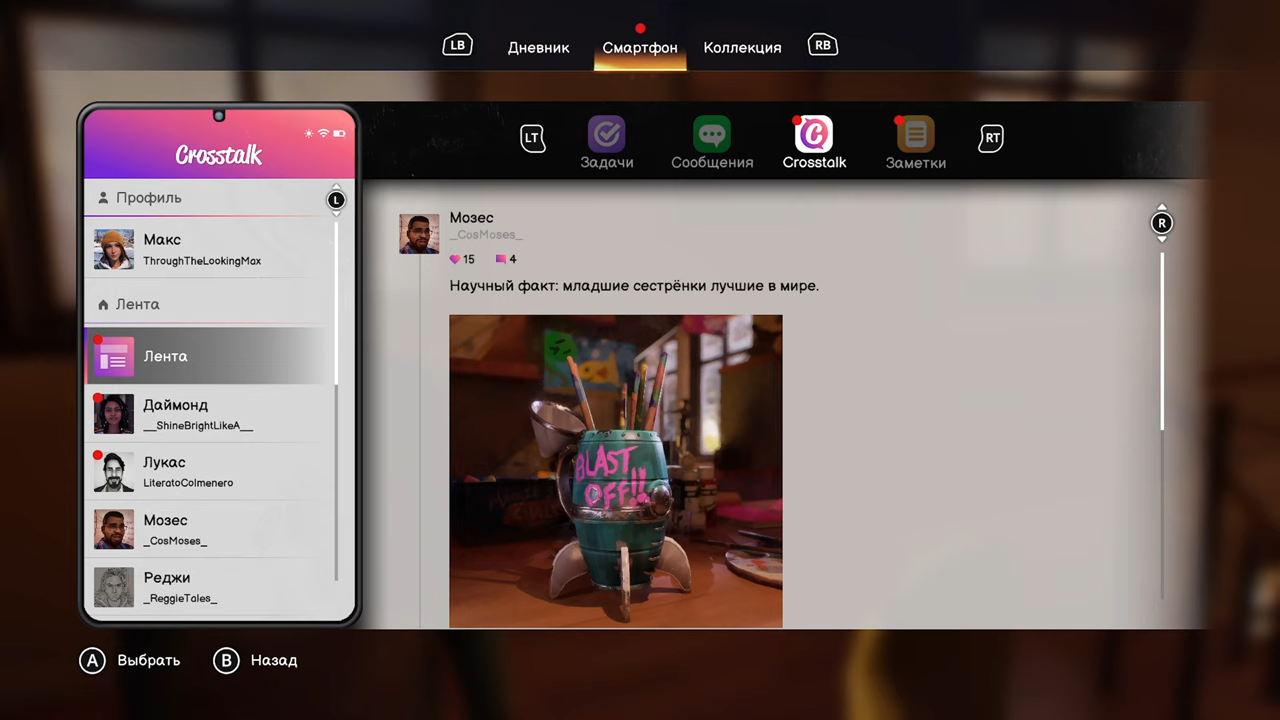 LB
Дневник
Смартфон
Коллекция
RB
Crosstalk
LT
Задачи
Сообщения
Crosstalk
Заметки
RT
Профиль
L
Макс
ThroughTheLookingMax
Лента
Лента
Даймонд
__ShineBrightLikeA__
Лукас
LiteratoColmenero
Мозес
_CosMoses_
Реджи
_ReggieTales_
Мозес
_CosMoses_
15
4
R
Научный факт: младшие сестрёнки лучшие в мире.
BLAST
OFF!!
A Выбрать
B Назад